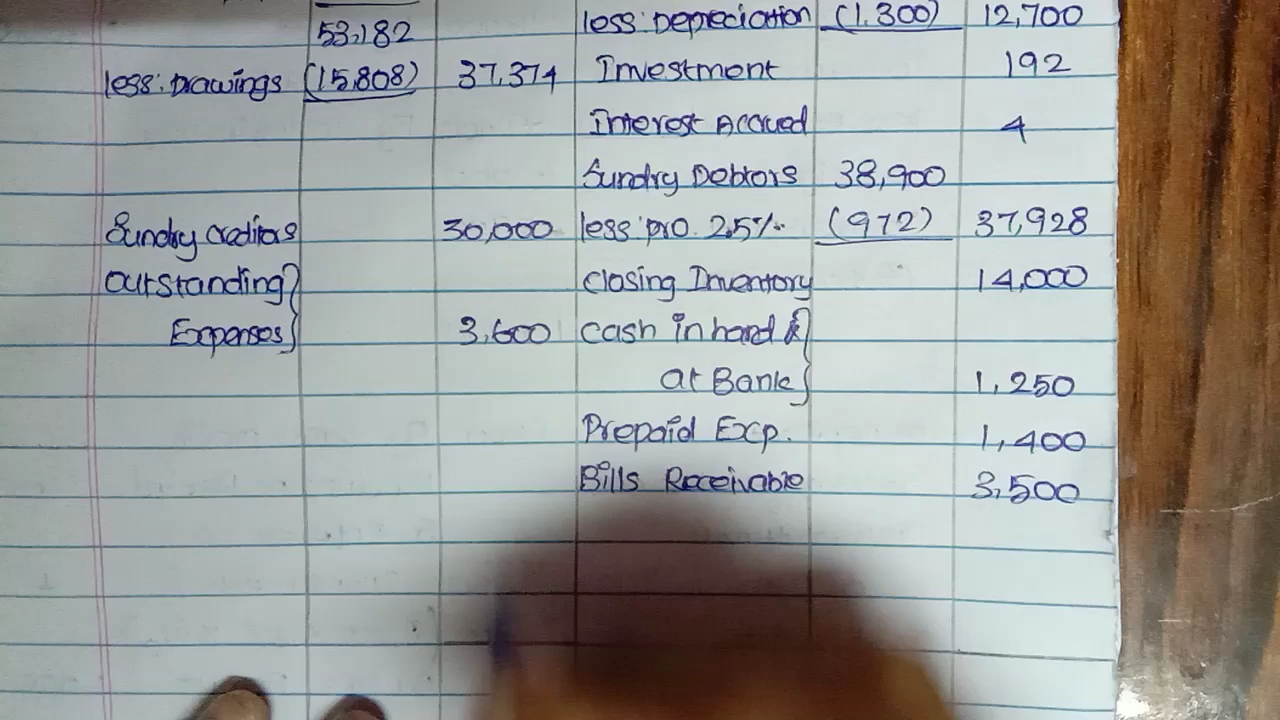 less: Depreciation (1,300) 12,700
53,182
less: Drawings (15,808) 37,374 Investment 192
Interest Accrued 4
Sundry Debtors 38,900
Sundry Creditors 30,000 less pro 2.5% (972) 37,928
Outstanding Closing Inventory 14,000
Expenses 3,600 Cash in hand &
at Bank 1,250
Prepaid Exp. 1,400
Bills Receivable 3,500